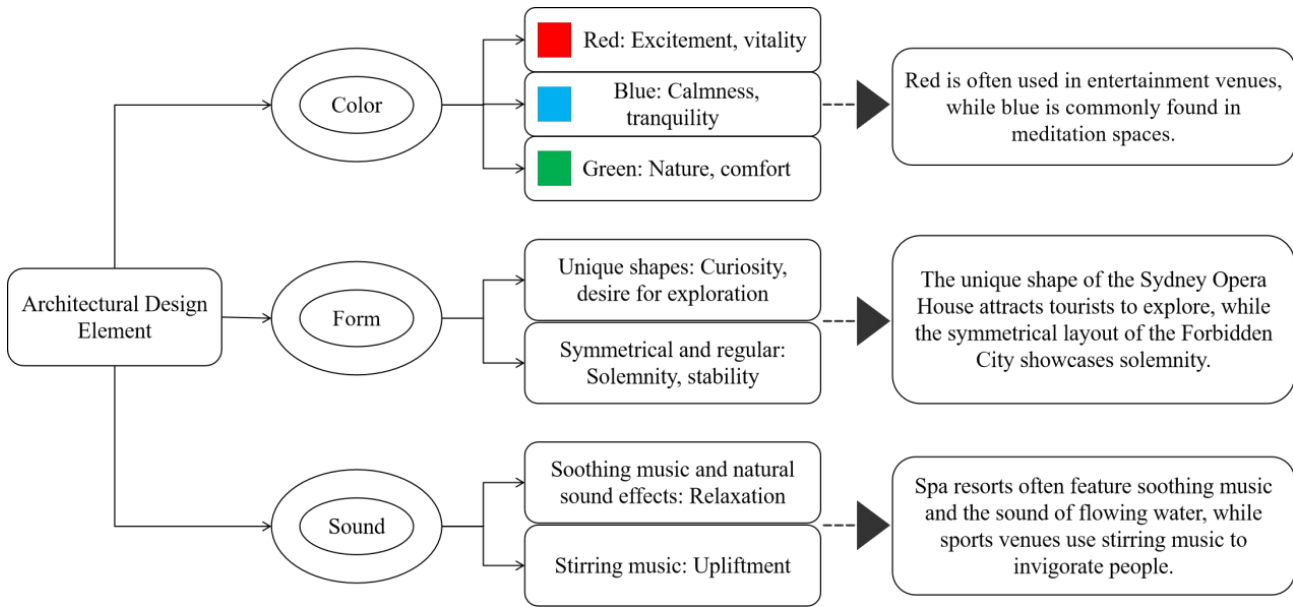 Architectural Design
Element
Color
Red: Excitement, vitality
Blue: Calmness,
tranquility
Green: Nature, comfort
Red is often used in entertainment venues,
while blue is commonly found in
meditation spaces.
Form
Unique shapes: Curiosity,
desire for exploration
Symmetrical and regular:
Solemnity, stability
The unique shape of the Sydney Opera
House attracts tourists to explore, while
the symmetrical layout of the Forbidden
City showcases solemnity.
Sound
Soothing music and natural
sound effects: Relaxation
Stirring music: Upliftment
Spa resorts often feature soothing music
and the sound of flowing water, while
sports venues use stirring music to
invigorate people.